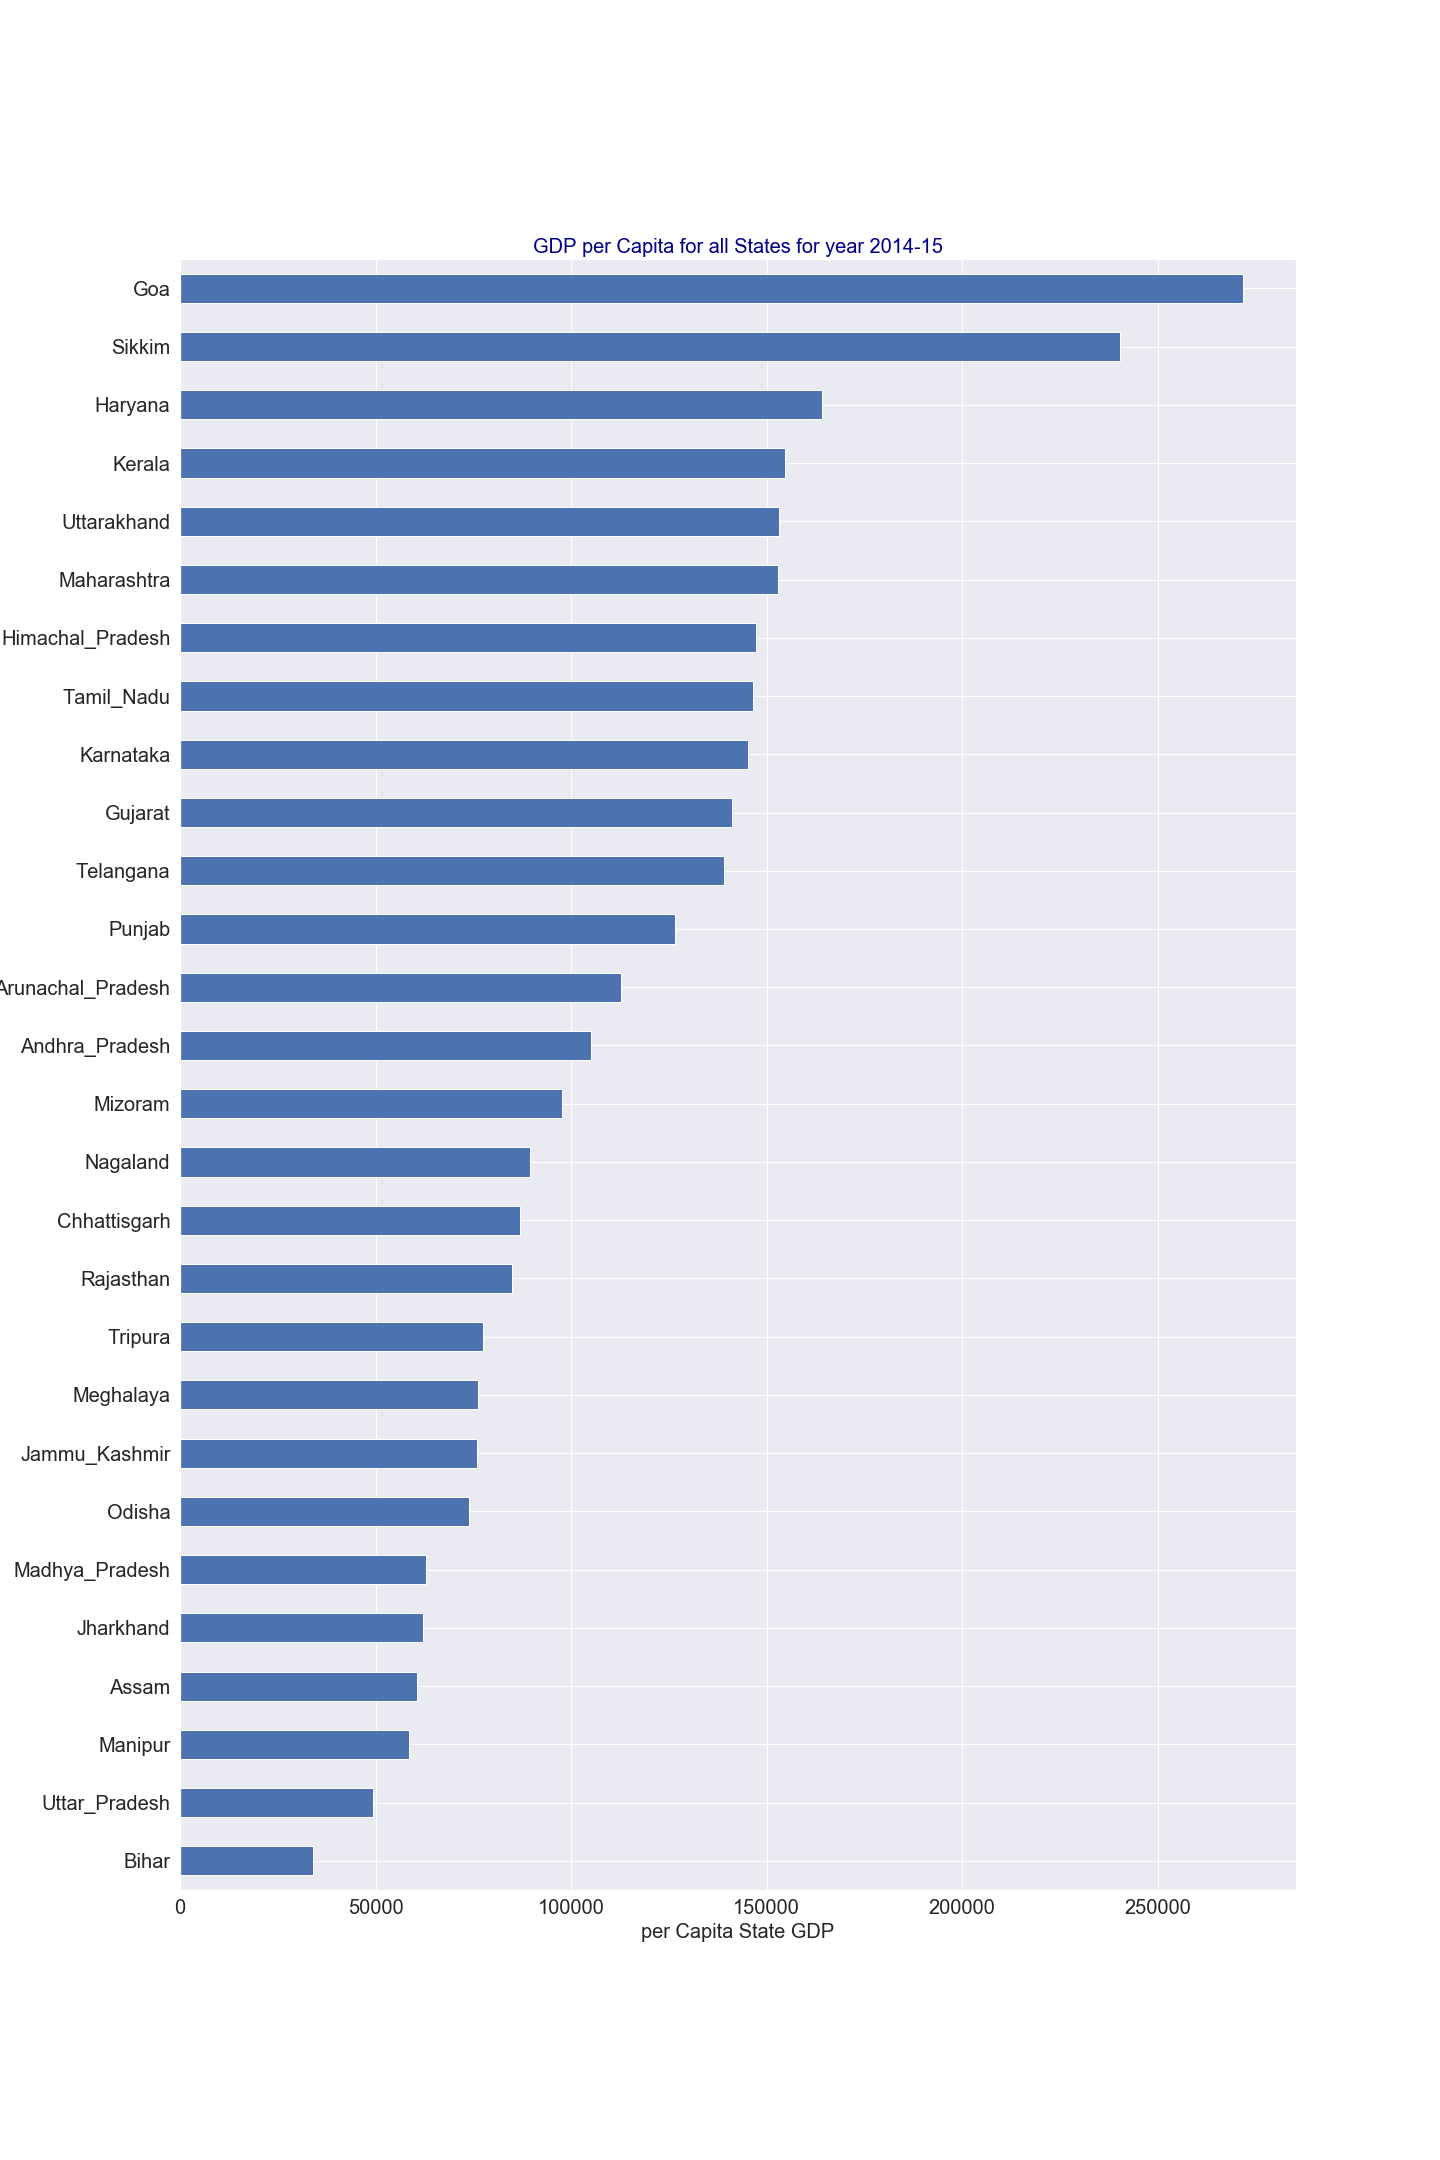 GDP per Capita for all States for year 2014-15
Goa
Sikkim
Haryana
Kerala
Uttarakhand
Maharashtra
Himachal_Pradesh
Tamil_Nadu
Karnataka
Gujarat
Telangana
Punjab
Arunachal_Pradesh
Andhra_Pradesh
Mizoram
Nagaland
Chhattisgarh
Rajasthan
Tripura
Meghalaya
Jammu_Kashmir
Odisha
Madhya_Pradesh
Jharkhand
Assam
Manipur
Uttar_Pradesh
Bihar
0 50000 100000 150000 200000 250000
per Capita State GDP